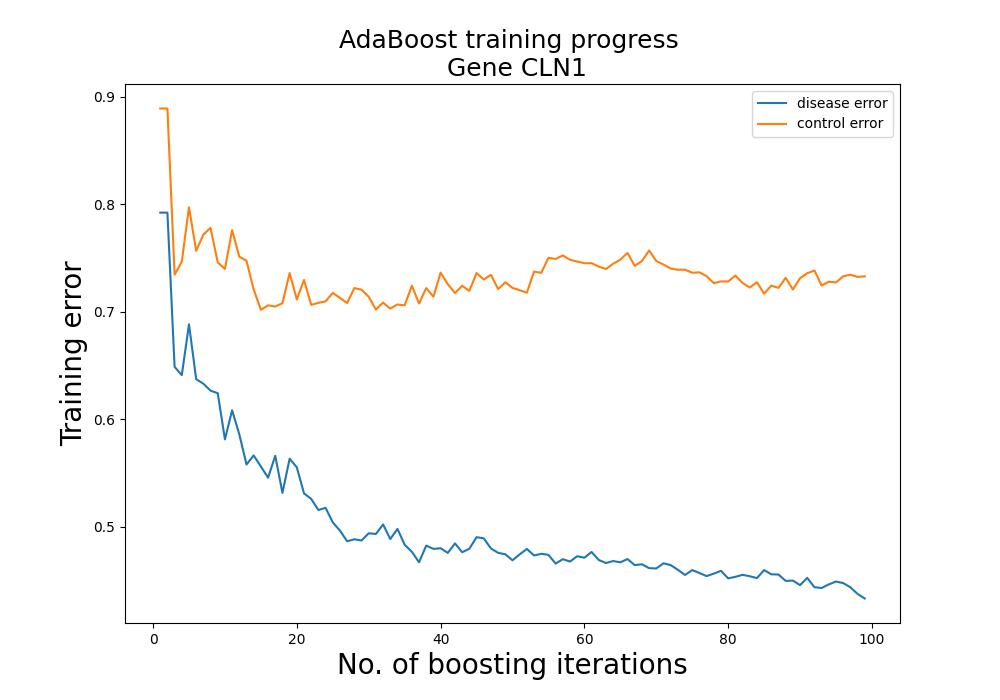 AdaBoost training progress
Gene CLN1
disease error
control error
Training error
0.9
0.8
0.7
0.6
0.5
0 20 40 60 80 100
No. of boosting iterations